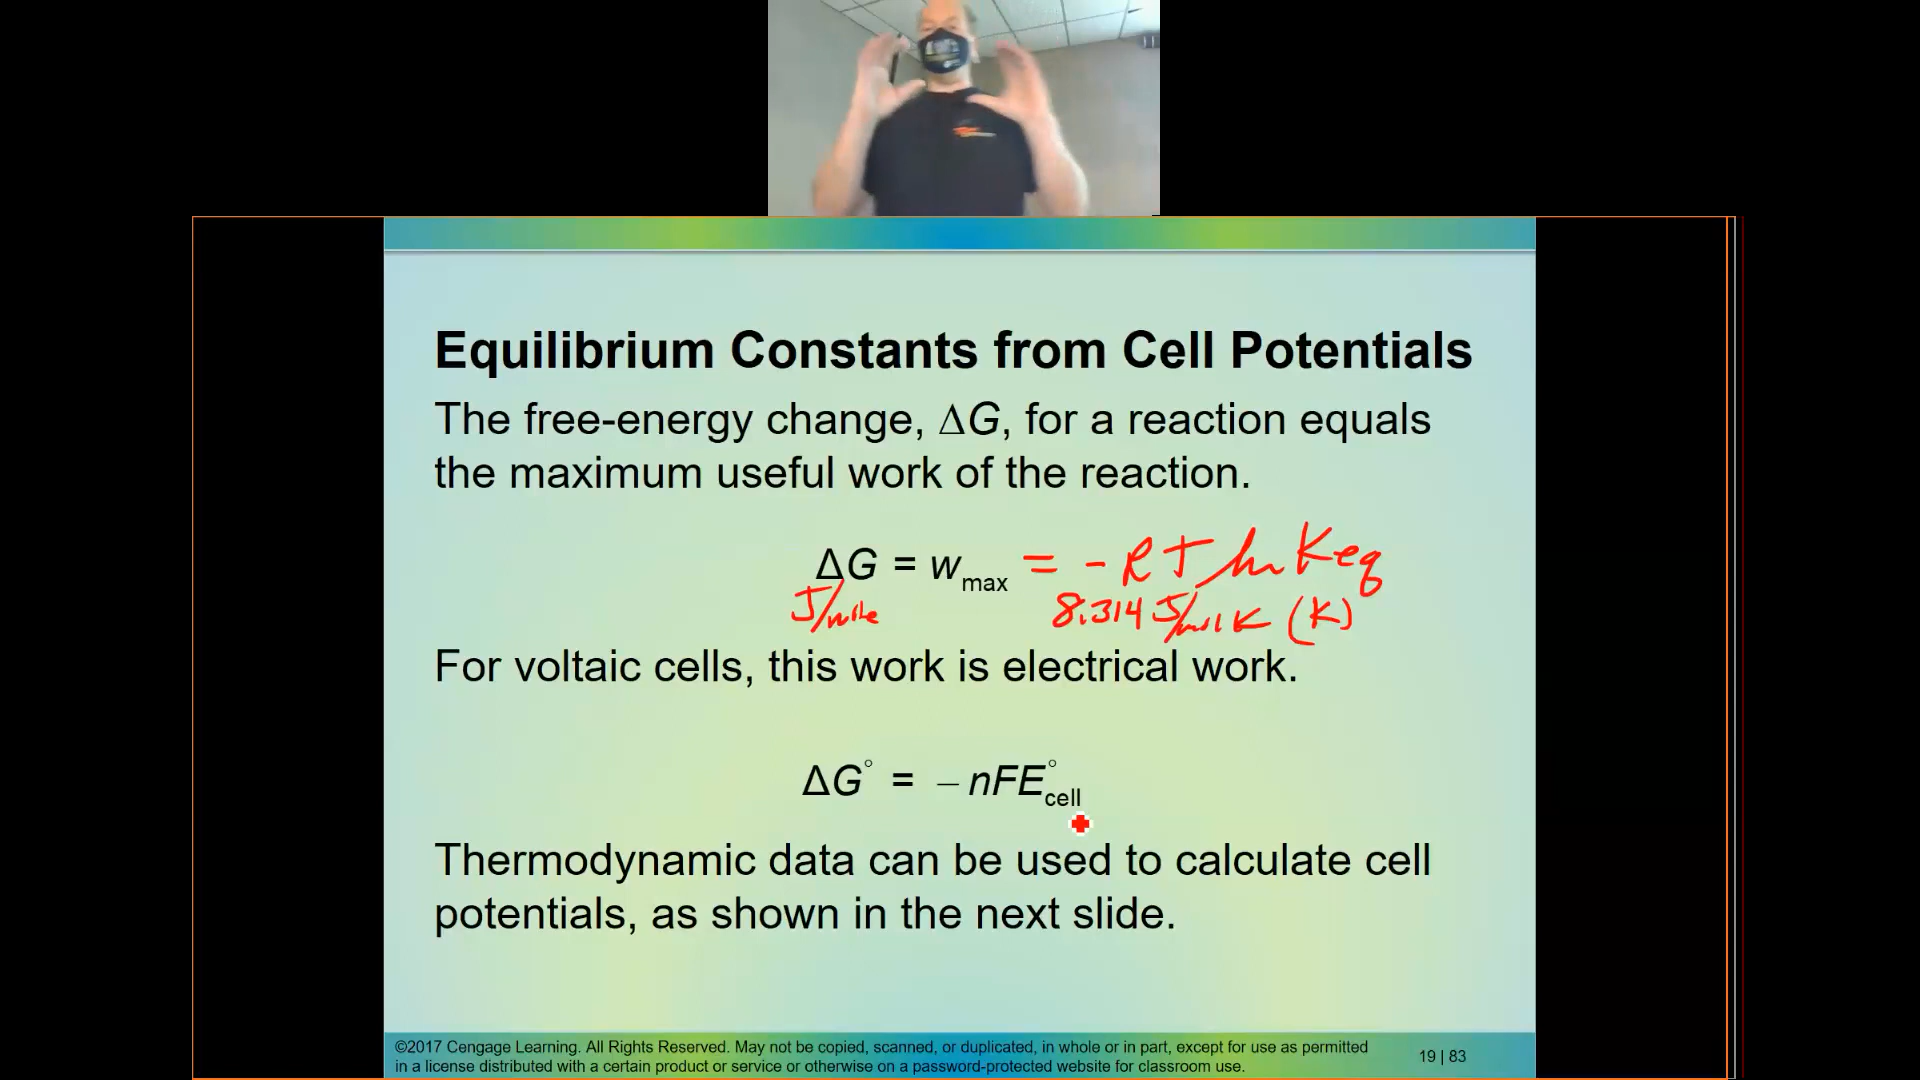 Equilibrium Constants from Cell Potentials
The free-energy change, ΔG, for a reaction equals
the maximum useful work of the reaction.
ΔG = wmax = - RT ln Keq
J/mole 8.314 J/mol K (K)
For voltaic cells, this work is electrical work.
ΔG° = –nFE°cell
Thermodynamic data can be used to calculate cell
potentials, as shown in the next slide.
©2017 Cengage Learning. All Rights Reserved. May not be copied, scanned, or duplicated, in whole or in part, except for use as permitted
in a license distributed with a certain product or service or otherwise on a password-protected website for classroom use.
19 | 83